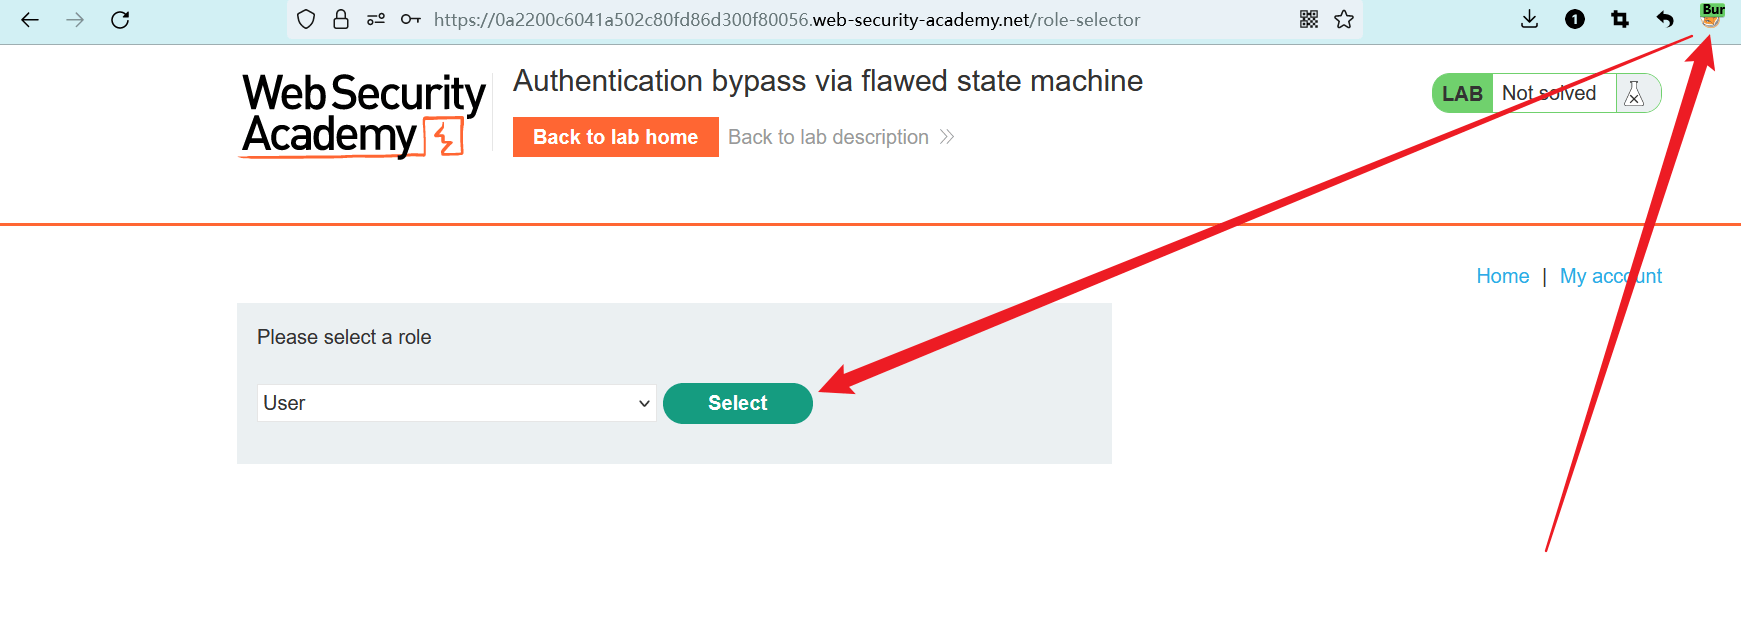 https://0a2200c6041a502c80fd86d300f80056.web-security-academy.net/role-selector
1
Bur
Web Security
Academy
Authentication bypass via flawed state machine
Back to lab home
Back to lab description
LAB
Not solved
Home | My account
Please select a role
User
Select